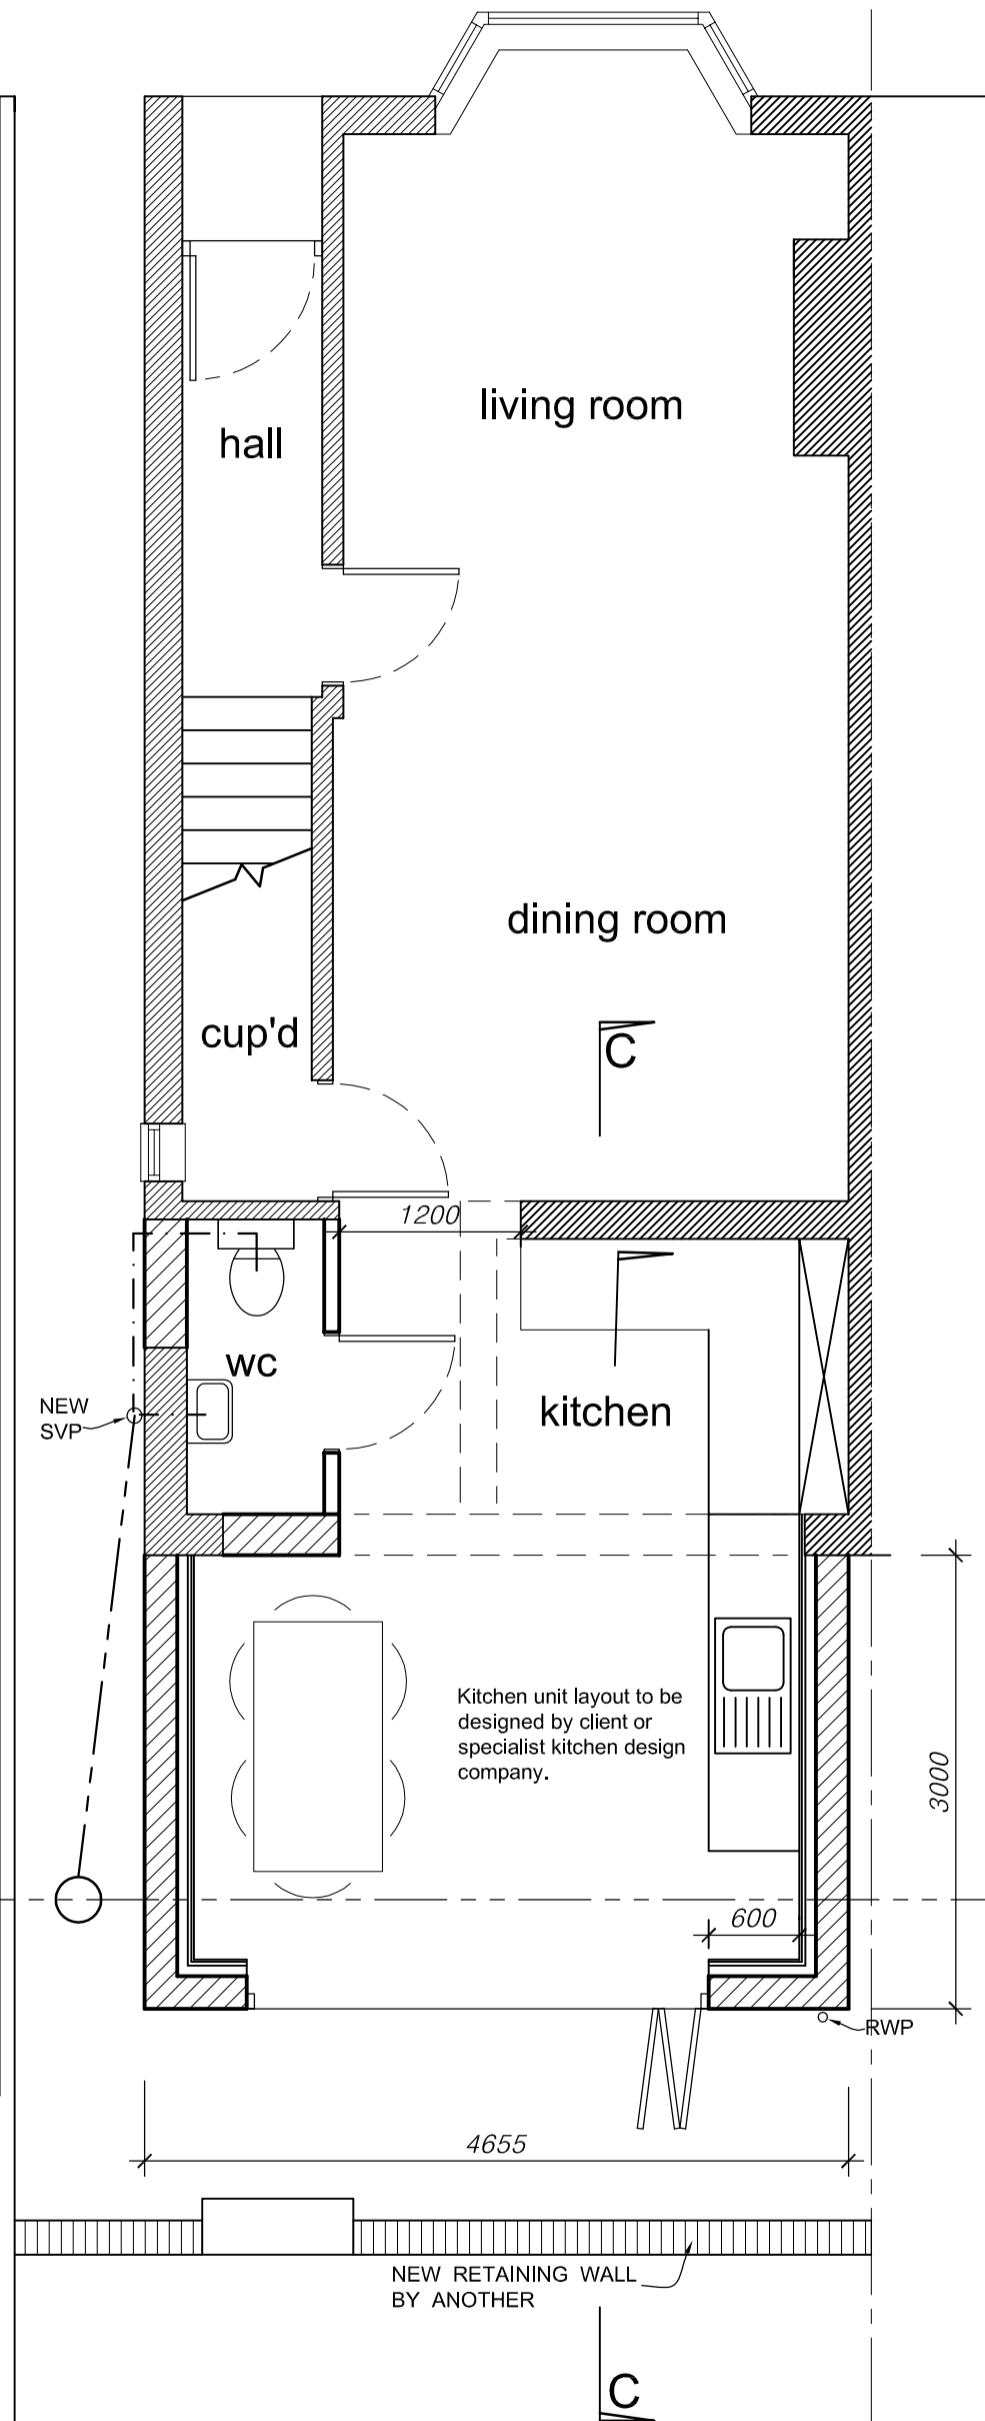 living room
hall
dining room
cup'd
C
1200
wc
kitchen
NEW
SVP
Kitchen unit layout to be
designed by client or
specialist kitchen design
company.
3000
600
RWP
4655
NEW RETAINING WALL
BY ANOTHER
C